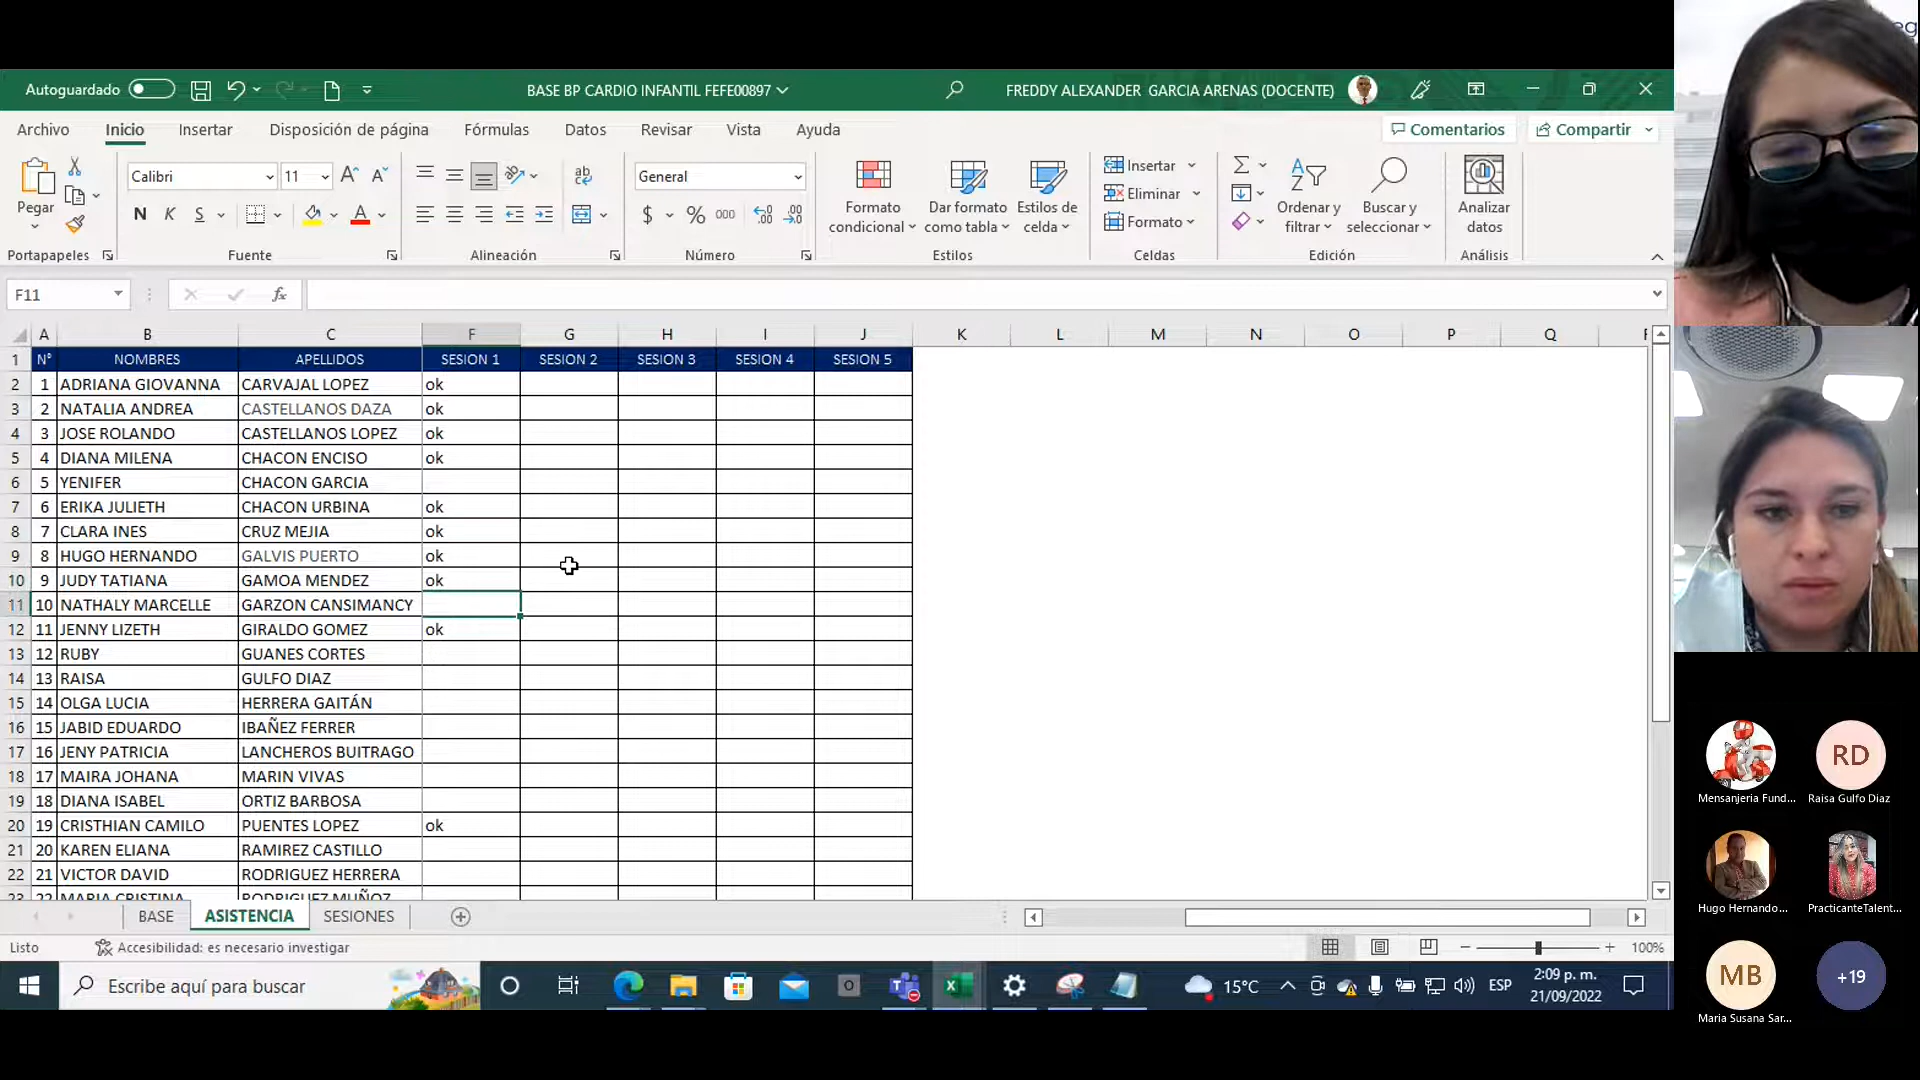 Autoguardado
BASE BP CARDIO INFANTIL FEFE00897
FREDDY ALEXANDER GARCIA ARENAS (DOCENTE)
Archivo Inicio Insertar Disposición de página Fórmulas Datos Revisar Vista Ayuda Comentarios Compartir
Pegar
Portapapeles
Calibri 11
N K S
Fuente
Alineación
General
$ % 000
Número
Formato condicional
Dar formato como tabla
Estilos de celda
Estilos
Insertar
Eliminar
Formato
Celdas
Ordenar y filtrar
Buscar y seleccionar
Edición
Analizar datos
Análisis
F11
fx
A B C F G H I J K L M N O P Q
1 N° NOMBRES APELLIDOS SESION 1 SESION 2 SESION 3 SESION 4 SESION 5
2 1 ADRIANA GIOVANNA CARVAJAL LOPEZ ok
3 2 NATALIA ANDREA CASTELLANOS DAZA ok
4 3 JOSE ROLANDO CASTELLANOS LOPEZ ok
5 4 DIANA MILENA CHACON ENCISO ok
6 5 YENIFER CHACON GARCIA
7 6 ERIKA JULIETH CHACON URBINA ok
8 7 CLARA INES CRUZ MEJIA ok
9 8 HUGO HERNANDO GALVIS PUERTO ok
10 9 JUDY TATIANA GAMOA MENDEZ ok
11 10 NATHALY MARCELLE GARZON CANSIMANCY
12 11 JENNY LIZETH GIRALDO GOMEZ ok
13 12 RUBY GUANES CORTES
14 13 RAISA GULFO DIAZ
15 14 OLGA LUCIA HERRERA GAITÁN
16 15 JABID EDUARDO IBAÑEZ FERRER
17 16 JENY PATRICIA LANCHEROS BUITRAGO
18 17 MAIRA JOHANA MARIN VIVAS
19 18 DIANA ISABEL ORTIZ BARBOSA
20 19 CRISTHIAN CAMILO PUENTES LOPEZ ok
21 20 KAREN ELIANA RAMIREZ CASTILLO
22 21 VICTOR DAVID RODRIGUEZ HERRERA
23 22 MARIA CRISTINA RODRIGUEZ MUÑOZ
BASE ASISTENCIA SESIONES
Listo
Accesibilidad: es necesario investigar
100%
Escribe aquí para buscar
15°C
ESP
2:09 p. m.
21/09/2022
RD
Mensanjeria Fund...
Raisa Gulfo Diaz
Hugo Hernando...
PracticanteTalent...
MB
+19
Maria Susana Sar...